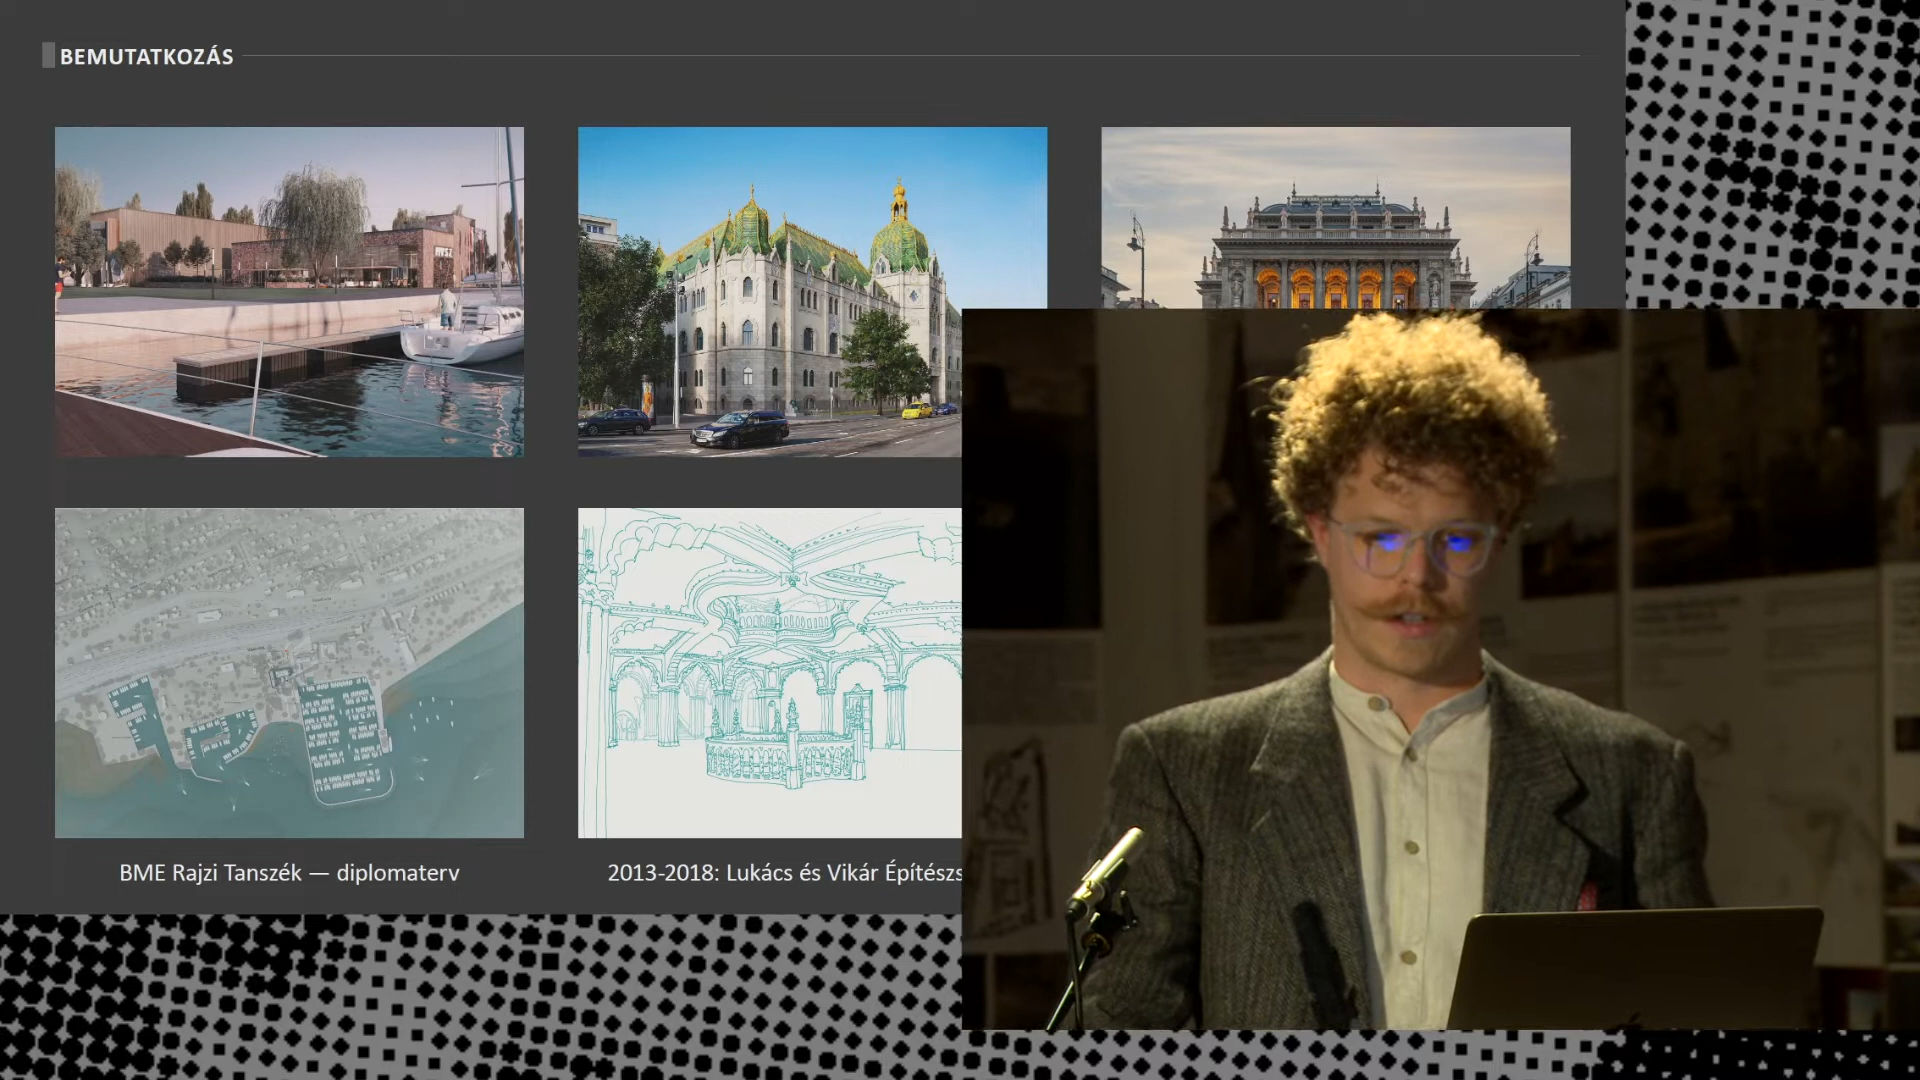 BEMUTATKOZÁS
BME Rajzi Tanszék — diplomaterv
2013-2018: Lukács és Vikár Építészs